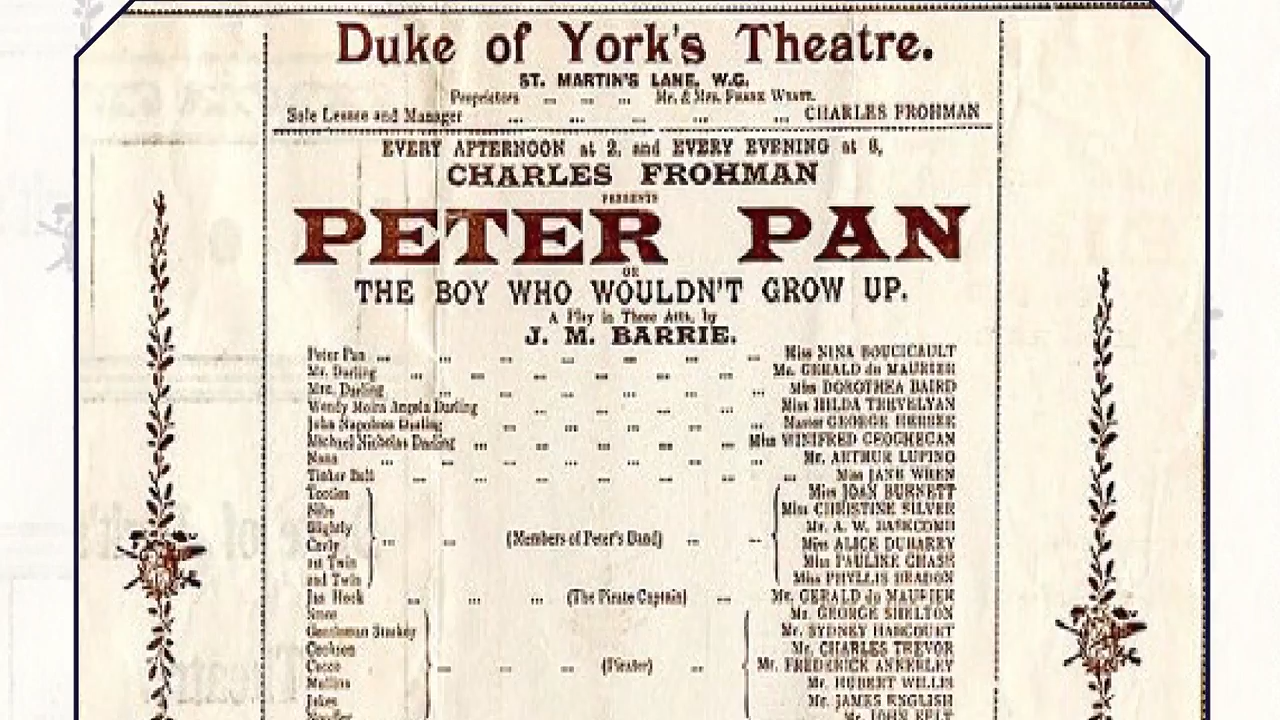 Duke of York's Theatre.
ST. MARTIN'S LANE, W.C.
Proprietors ... ... ... Mr. & Mrs. Frank Wyatt.
Sole Lessee and Manager ... ... ... ... ... CHARLES FROHMAN
EVERY AFTERNOON at 2, and EVERY EVENING at 8,
CHARLES FROHMAN
PRESENTS
PETER PAN
OR
THE BOY WHO WOULDN'T GROW UP.
A Play in Three Acts, by
J. M. BARRIE.
Peter Pan ... ... ... ... ... ... ... Miss NINA BOUCICAULT
Mr. Darling ... ... ... ... ... ... Mr. GERALD du MAURIER
Mrs. Darling ... ... ... ... ... ... Miss DOROTHEA BAIRD
Wendy Moira Angela Darling ... ... ... ... Miss HILDA TREVELYAN
John Napoleon Darling ... ... ... ... ... Master GEORGE HERSEE
Michael Nicholas Darling ... ... ... ... ... Miss WINIFRED GEOGHEGAN
Nana ... ... ... ... ... ... ... Mr. ARTHUR LUPINO
Tinker Bell ... ... ... ... ... ... ... Miss JANE WREN
Tootles Miss JOAN BURNETT
Nibs Miss CHRISTINE SILVER
Slightly Mr. A. W. BASKCOMB
Curly ... ... (Members of Peter's Band) ... ... Miss ALICE DUBARRY
1st Twin Miss PAULINE CHASE
2nd Twin Miss PHYLLIS BEADON
Jas Hook ... ... ... (The Pirate Captain) ... Mr. GERALD du MAURIER
Smee Mr. GEORGE SHELTON
Gentleman Starkey Mr. SYDNEY HARCOURT
Cookson Mr. CHARLES TREVOR
Cecco ... ... ... (Pirates) ... Mr. FREDERICK ANNERLEY
Mullins Mr. HUBERT WILLIS
Jukes Mr. JAMES ENGLISH
Mr. JOHN KELT